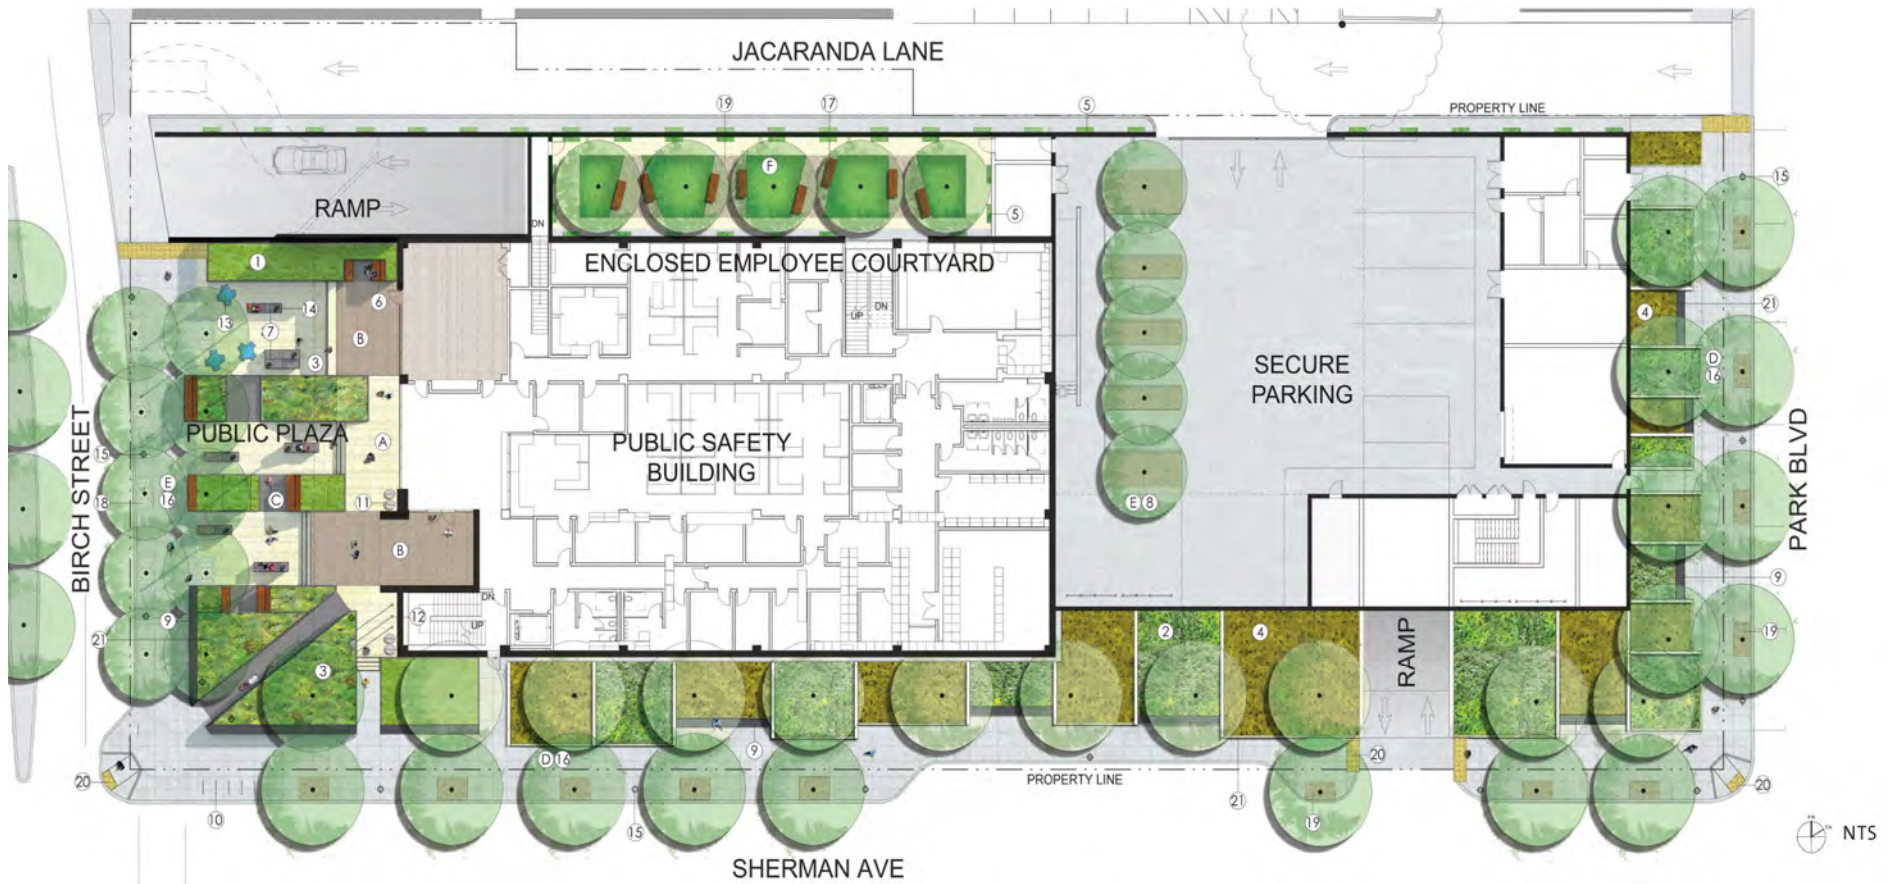 JACARANDA LANE
PROPERTY LINE
19
17
5
15
F
RAMP
DN
5
1
ENCLOSED EMPLOYEE COURTYARD
6
14
13
7
B
3
UP
DN
21
4
D
16
SECURE
PARKING
BIRCH STREET
PUBLIC PLAZA
A
PUBLIC SAFETY
BUILDING
PARK BLVD
15
E
16
18
C
11
E 8
B
9
DN
12
UP
9
21
2
4
19
3
RAMP
D 16
9
20
20
PROPERTY LINE
20
10
15
21
19
NTS
SHERMAN AVE